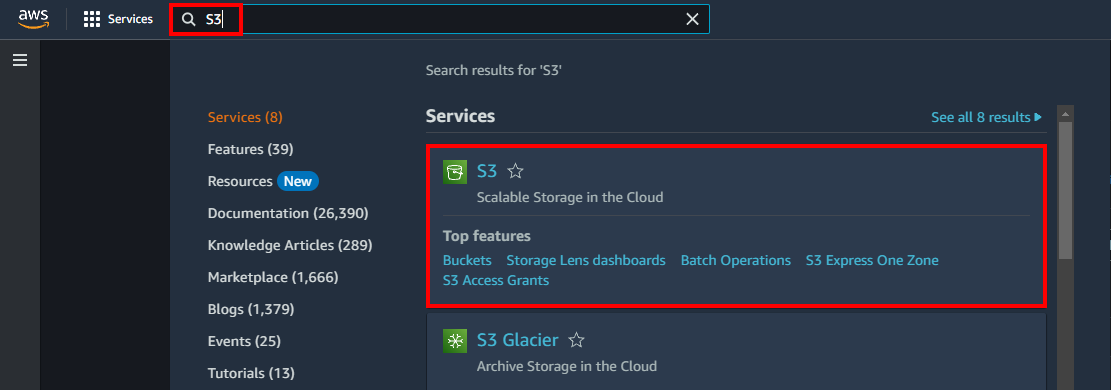 aws
Services
S3
Search results for 'S3'
Services (8)
Features (39)
Resources New
Documentation (26,390)
Knowledge Articles (289)
Marketplace (1,666)
Blogs (1,379)
Events (25)
Tutorials (13)
Services
See all 8 results
S3
Scalable Storage in the Cloud
Top features
Buckets Storage Lens dashboards Batch Operations S3 Express One Zone
S3 Access Grants
S3 Glacier
Archive Storage in the Cloud